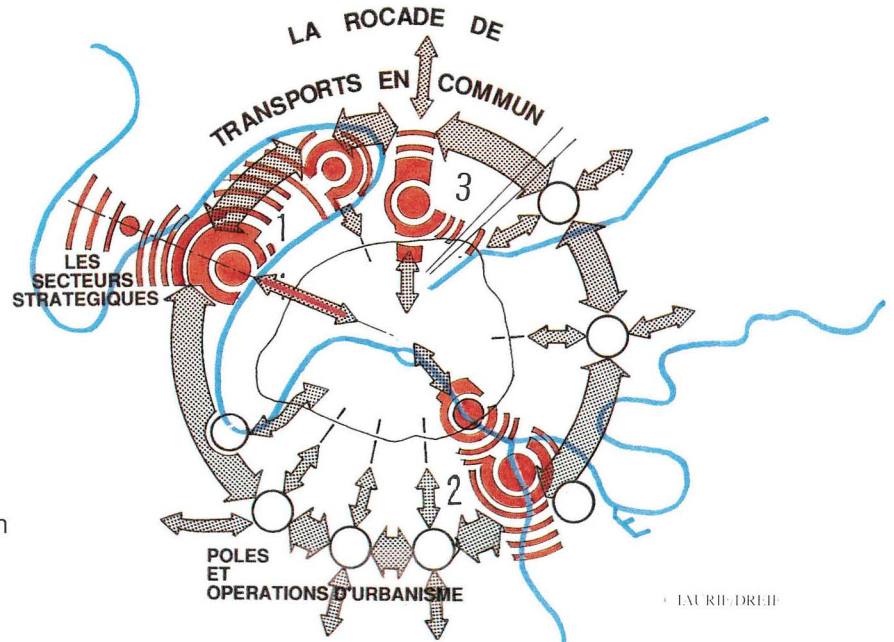 LA ROCADE DE
TRANSPORTS EN COMMUN
3
1
LES
SECTEURS
STRATEGIQUES
2
n
POLES
ET
OPERATIONS D'URBANISME
IAURIF/DREIF